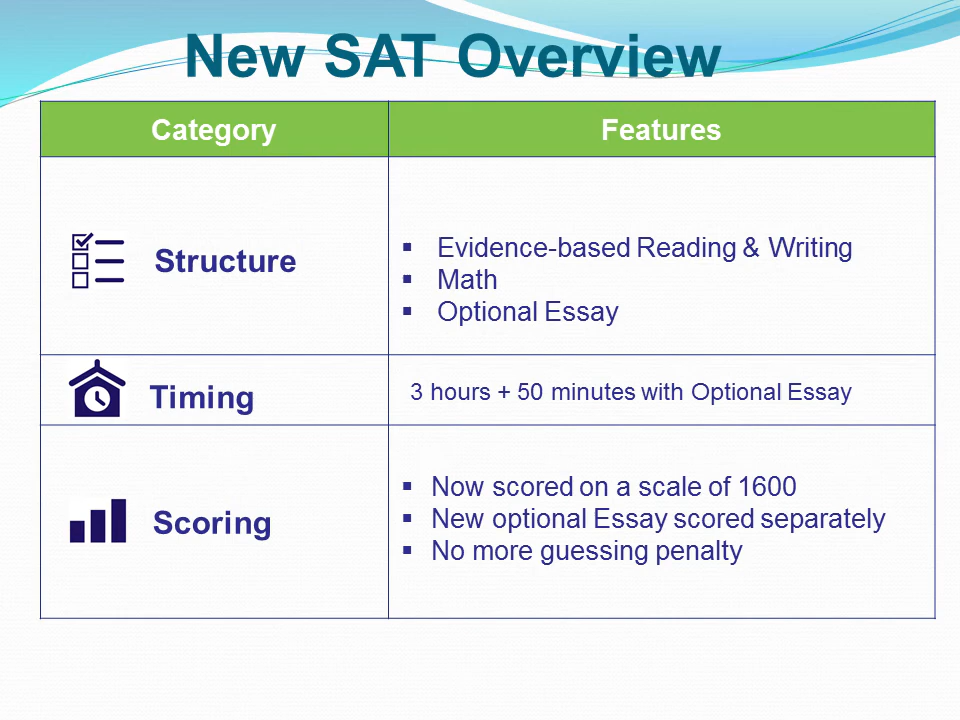 New SAT Overview
Category
Features
Structure
▪ Evidence-based Reading & Writing
▪ Math
▪ Optional Essay
Timing
3 hours + 50 minutes with Optional Essay
Scoring
▪ Now scored on a scale of 1600
▪ New optional Essay scored separately
▪ No more guessing penalty